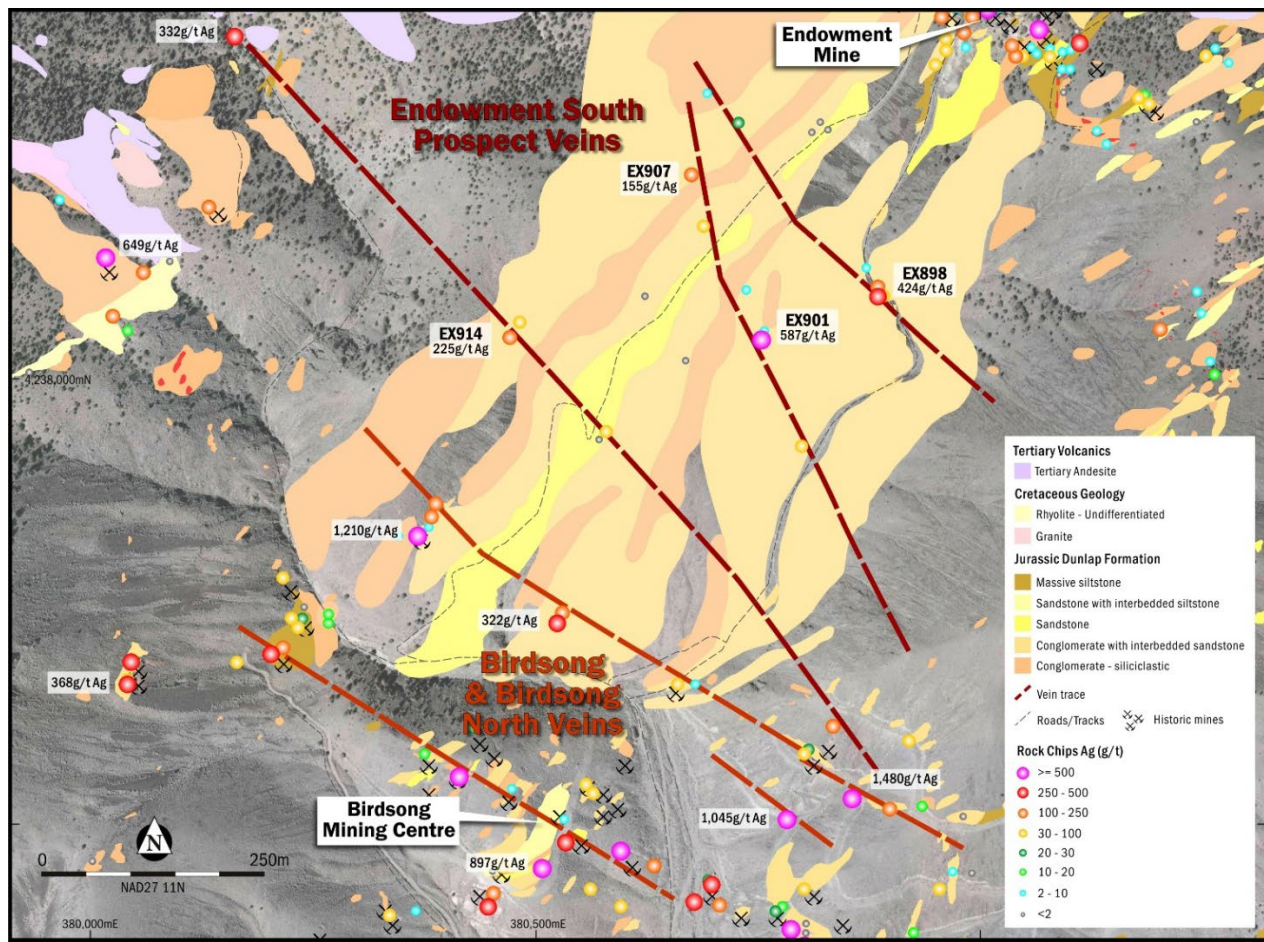 332g/t Ag
Endowment
Mine
Endowment South
Prospect Veins
EX907
155g/t Ag
649g/t Ag
EX898
424g/t Ag
EX901
587g/t Ag
EX914
225g/t Ag
4,238,000mN
1,210g/t Ag
322g/t Ag
Birdsong
& Birdsong
North Veins
368g/t Ag
1,480g/t Ag
1,045g/t Ag
Birdsong
Mining Centre
897g/t Ag
N
0 250m
NAD27 11N
380,000mE
380,500mE
Tertiary Volcanics
Tertiary Andesite
Cretaceous Geology
Rhyolite - Undifferentiated
Granite
Jurassic Dunlap Formation
Massive siltstone
Sandstone with interbedded siltstone
Sandstone
Conglomerate with interbedded sandstone
Conglomerate - siliciclastic
Vein trace
Roads/Tracks
Historic mines
Rock Chips Ag (g/t)
>= 500
250 - 500
100 - 250
30 - 100
20 - 30
10 - 20
2 - 10
<2